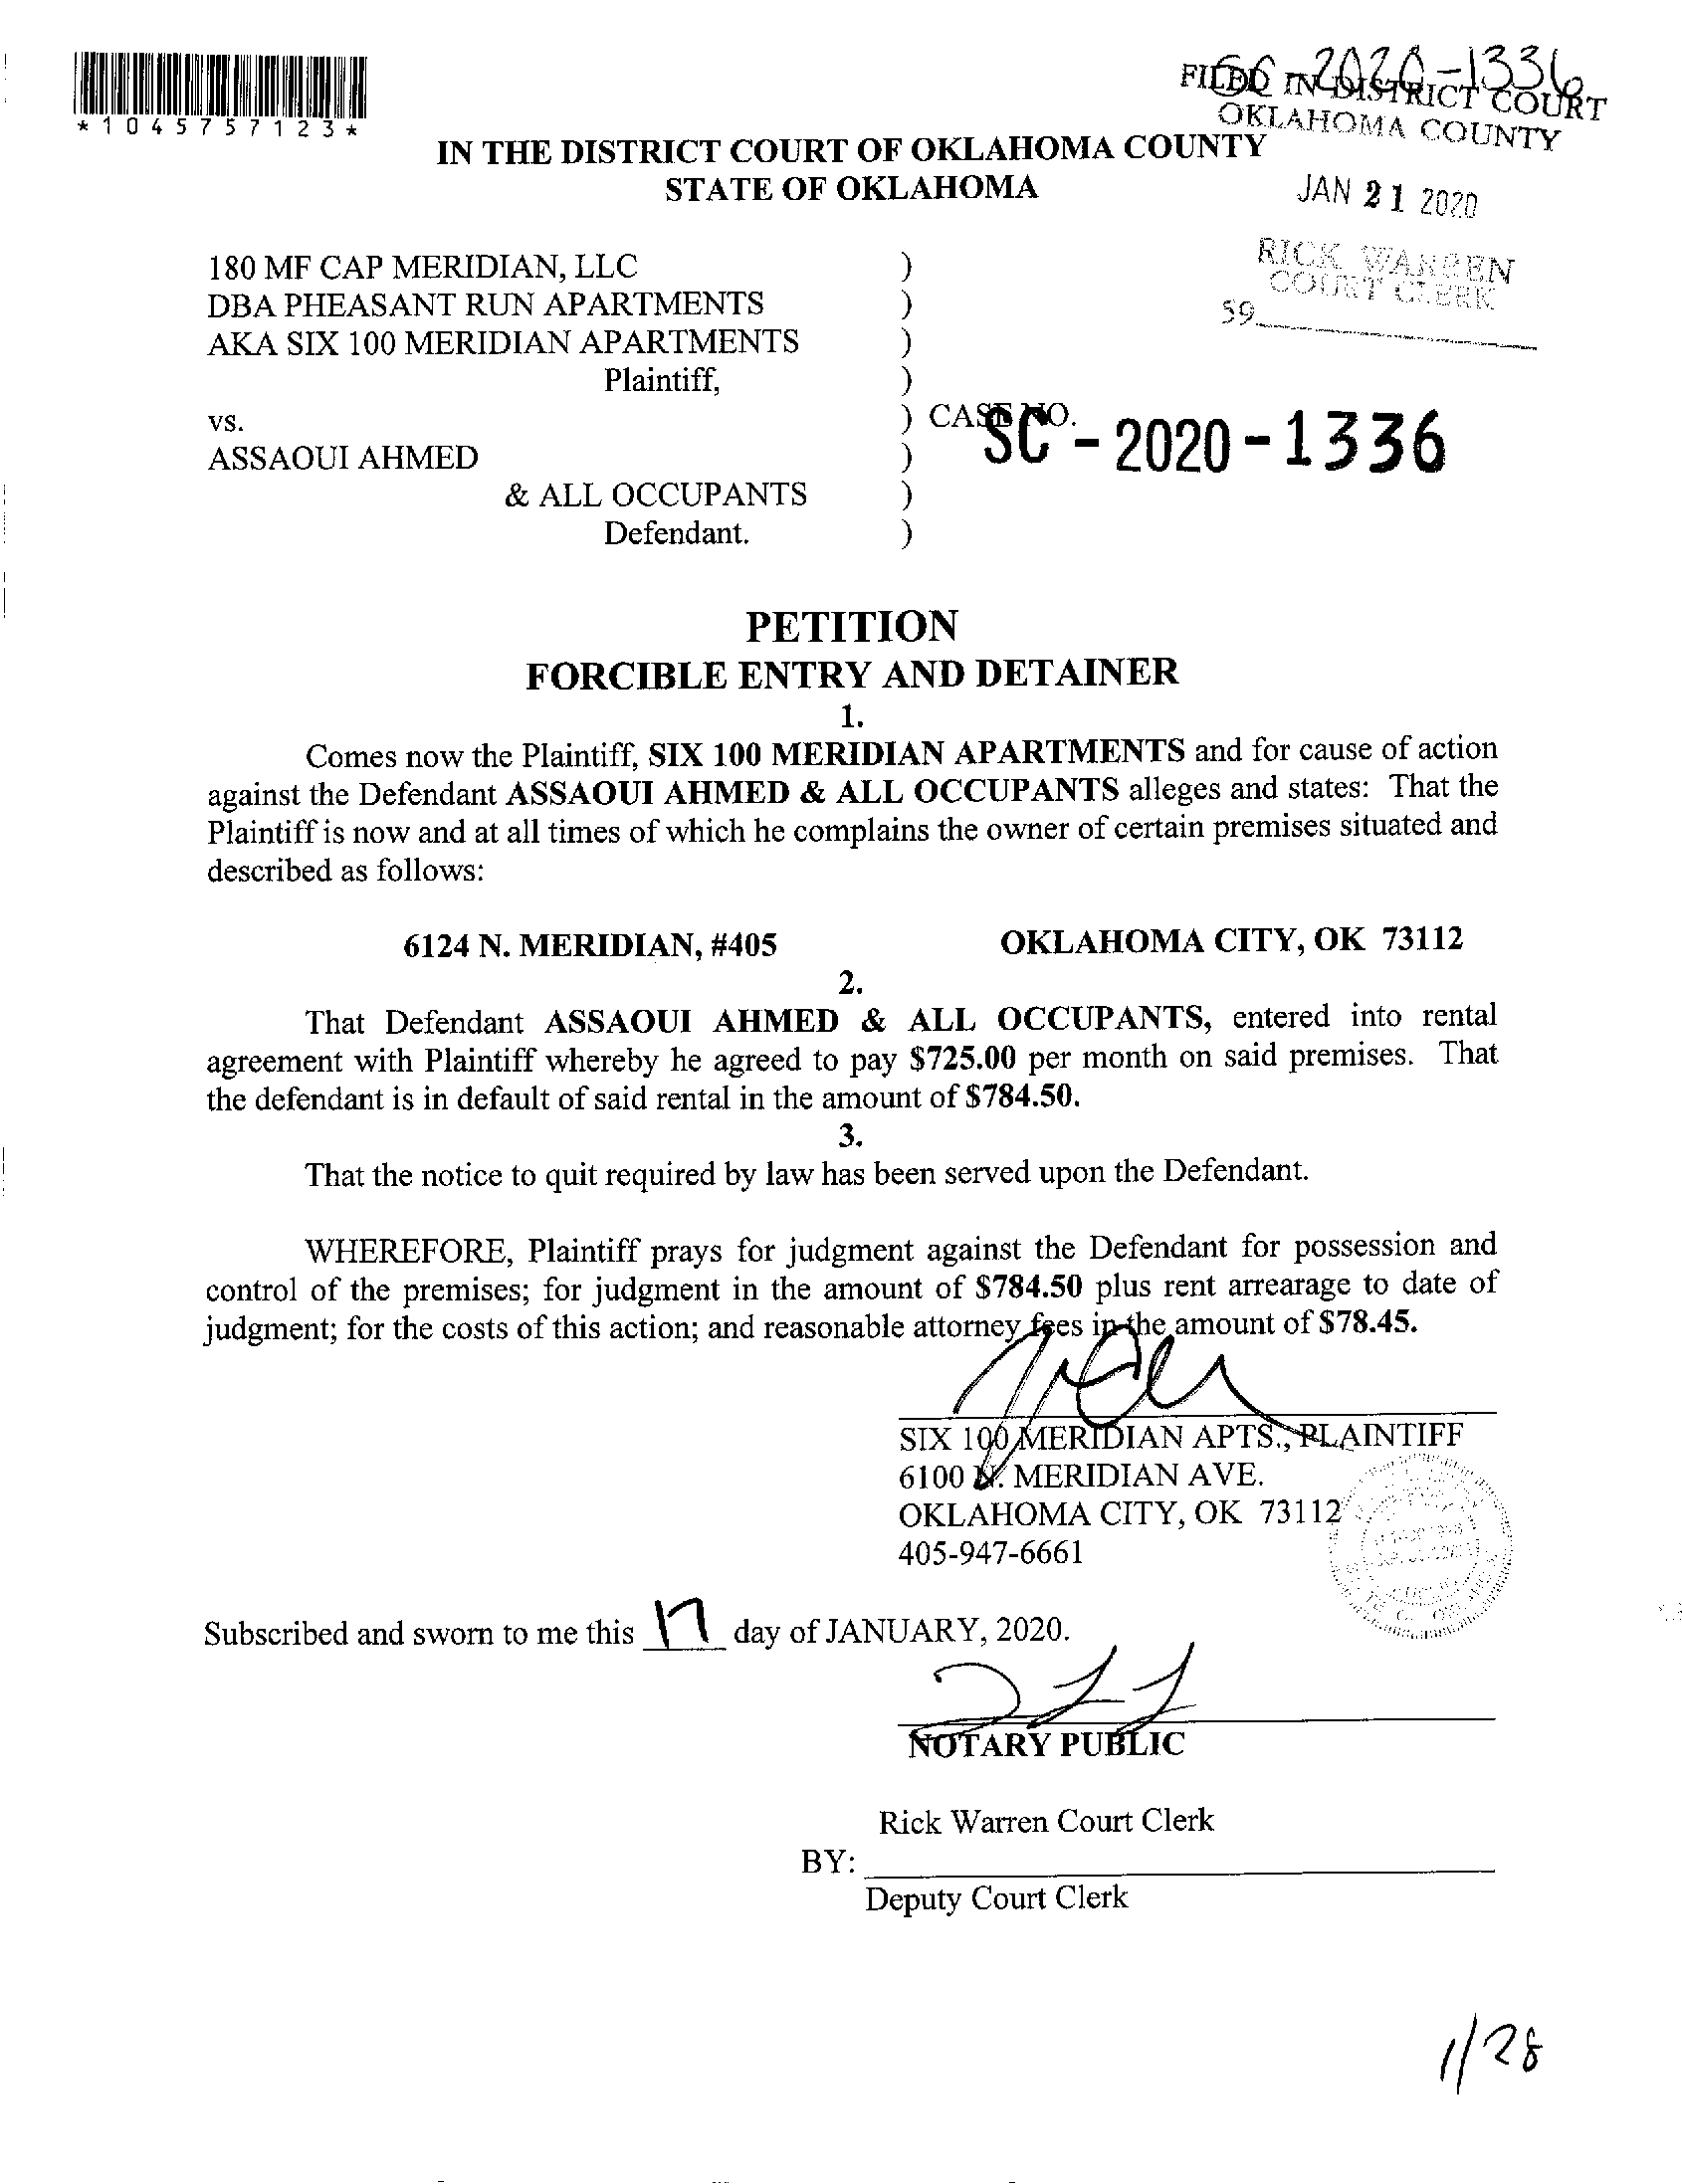 *1045757123*
SC-2020-1336
FILED IN DISTRICT COURT
OKLAHOMA COUNTY
IN THE DISTRICT COURT OF OKLAHOMA COUNTY
STATE OF OKLAHOMA
JAN 21 2020
RICK WARREN
COURT CLERK
59
180 MF CAP MERIDIAN, LLC )
DBA PHEASANT RUN APARTMENTS )
AKA SIX 100 MERIDIAN APARTMENTS )
Plaintiff, )
vs. ) CASE NO. SC-2020-1336
ASSAOUI AHMED )
& ALL OCCUPANTS )
Defendant. )
PETITION
FORCIBLE ENTRY AND DETAINER
1.
Comes now the Plaintiff, SIX 100 MERIDIAN APARTMENTS and for cause of action
against the Defendant ASSAOUI AHMED & ALL OCCUPANTS alleges and states: That the
Plaintiff is now and at all times of which he complains the owner of certain premises situated and
described as follows:
6124 N. MERIDIAN, #405 OKLAHOMA CITY, OK 73112
2.
That Defendant ASSAOUI AHMED & ALL OCCUPANTS, entered into rental
agreement with Plaintiff whereby he agreed to pay $725.00 per month on said premises. That
the defendant is in default of said rental in the amount of $784.50.
3.
That the notice to quit required by law has been served upon the Defendant.
WHEREFORE, Plaintiff prays for judgment against the Defendant for possession and
control of the premises; for judgment in the amount of $784.50 plus rent arrearage to date of
judgment; for the costs of this action; and reasonable attorney fees in the amount of $78.45.
SIX 100 MERIDIAN APTS., PLAINTIFF
6100 N. MERIDIAN AVE.
OKLAHOMA CITY, OK 73112
405-947-6661
Subscribed and sworn to me this 17 day of JANUARY, 2020.
NOTARY PUBLIC
Rick Warren Court Clerk
BY:
Deputy Court Clerk
1/28